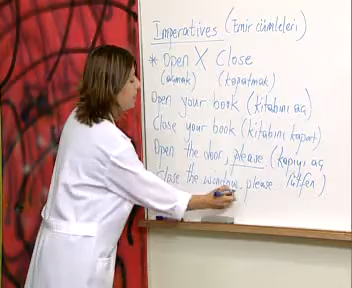 Imperatives (Emir cümleleri)
* Open X Close
(açmak) (kapatmak)
Open your book (kitabını aç)
Close your book (kitabını kapat)
Open the door, please (kapıyı aç
Close the window, please lütfen)